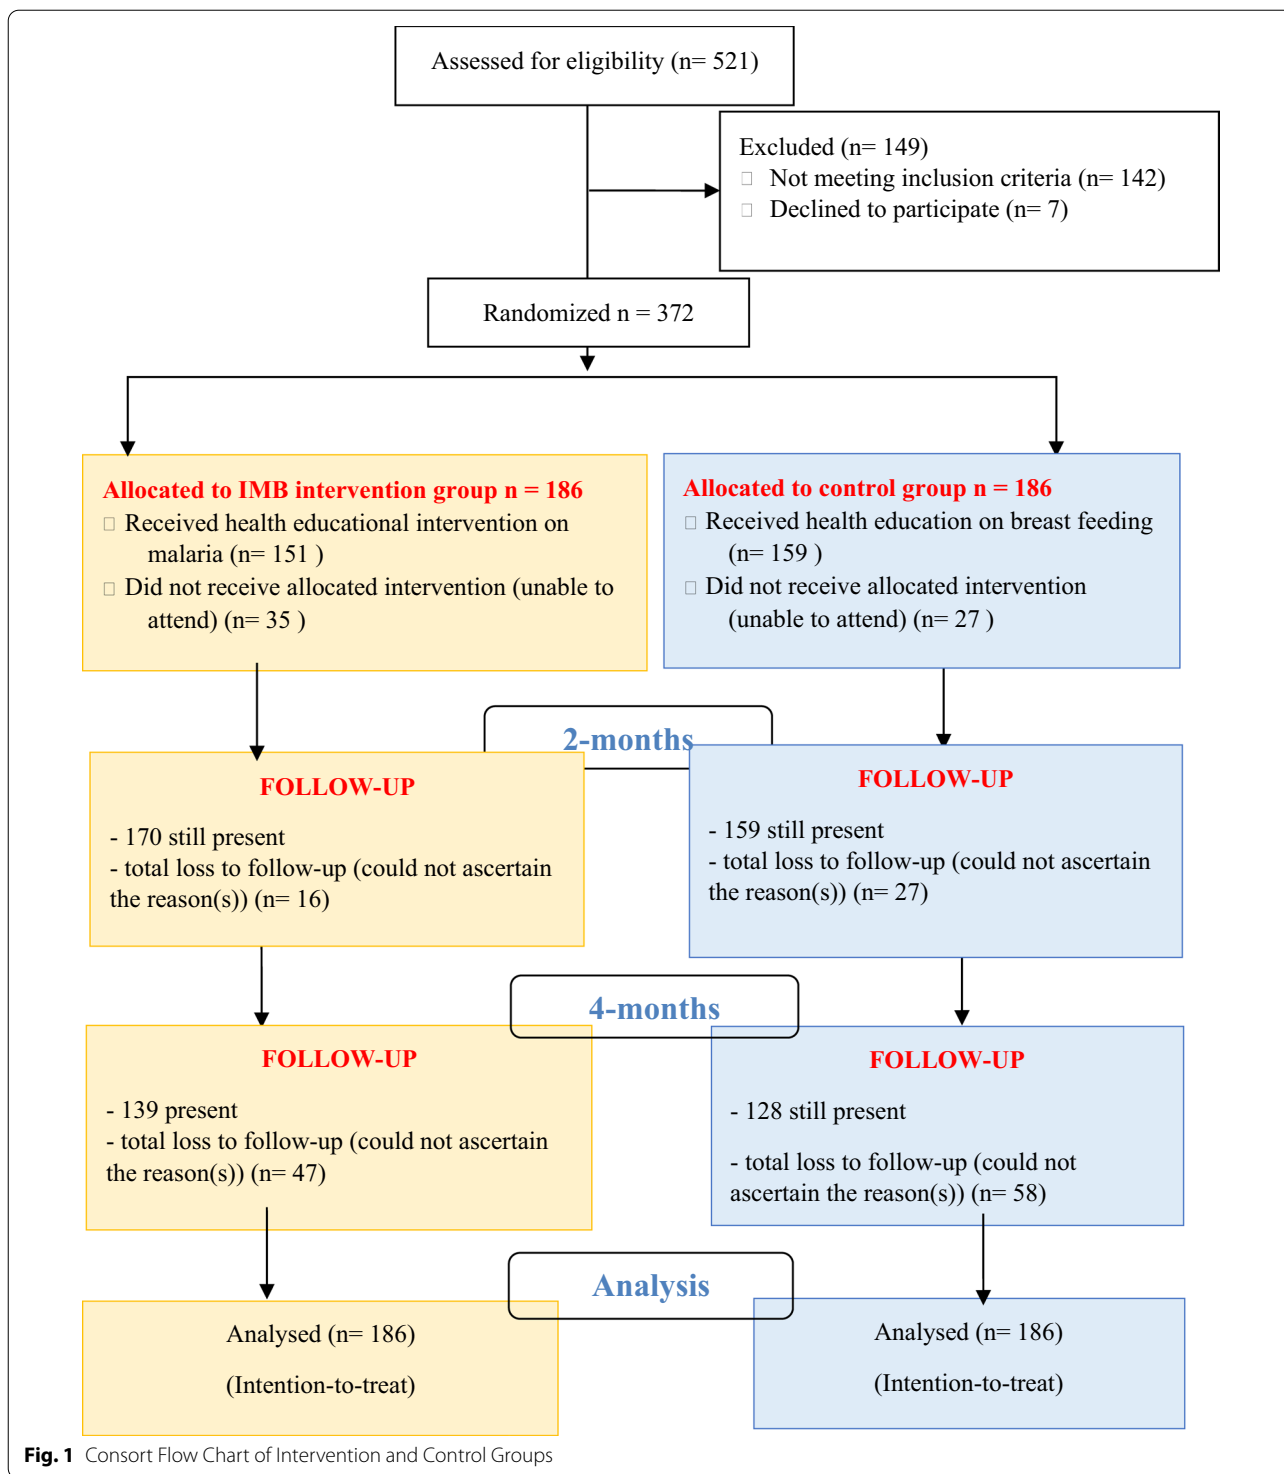 Assessed for eligibility (n= 521)
Excluded (n= 149)
Not meeting inclusion criteria (n= 142)
Declined to participate (n= 7)
Randomized n = 372
Allocated to IMB intervention group n = 186
Received health educational intervention on
malaria (n= 151 )
Did not receive allocated intervention (unable to
attend) (n= 35 )
Allocated to control group n = 186
Received health education on breast feeding
(n= 159 )
Did not receive allocated intervention
(unable to attend) (n= 27 )
2-months
FOLLOW-UP
- 170 still present
- total loss to follow-up (could not ascertain
the reason(s)) (n= 16)
FOLLOW-UP
- 159 still present
- total loss to follow-up (could not ascertain
the reason(s)) (n= 27)
4-months
FOLLOW-UP
- 139 present
- total loss to follow-up (could not ascertain
the reason(s)) (n= 47)
FOLLOW-UP
- 128 still present
- total loss to follow-up (could not
ascertain the reason(s)) (n= 58)
Analysis
Analysed (n= 186)
(Intention-to-treat)
Analysed (n= 186)
(Intention-to-treat)
Fig. 1 Consort Flow Chart of Intervention and Control Groups